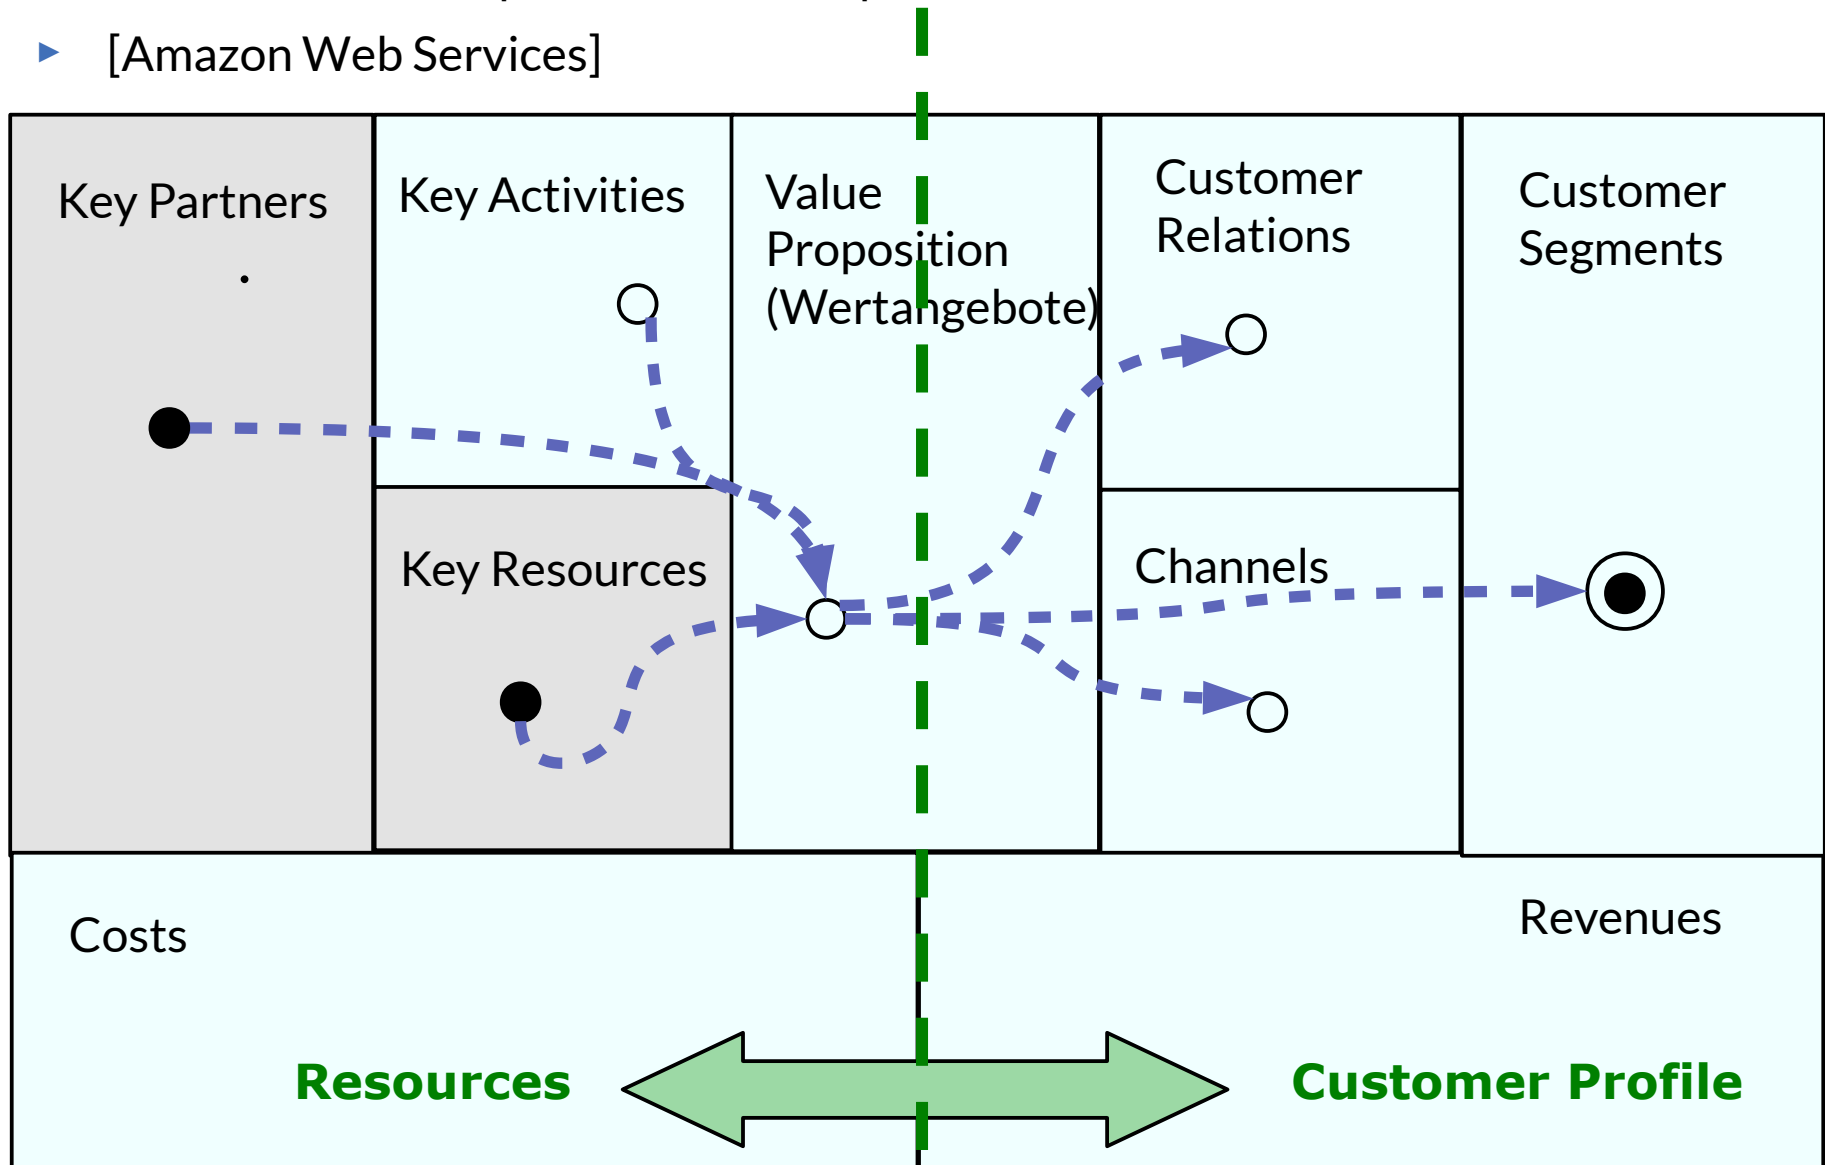 [Amazon Web Services]
Key Partners
Key Activities
Value
Proposition
(Wertangebote)
Customer
Relations
Customer
Segments
Key Resources
Channels
Costs
Revenues
Resources
Customer Profile